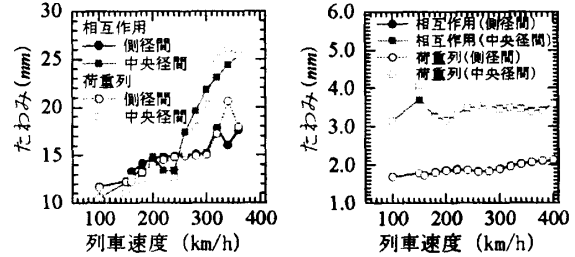 相互作用
側径間
中央径間
荷重列
側径間
中央径間
たわみ(mm)
30
25
20
15
10
0 100 200 300 400
列車速度 (km/h)
相互作用(側径間)
相互作用(中央径間)
荷重列(側径間)
荷重列(中央径間)
たわみ(mm)
6.0
5.0
4.0
3.0
2.0
1.0
0 100 200 300 400
列車速度 (km/h)